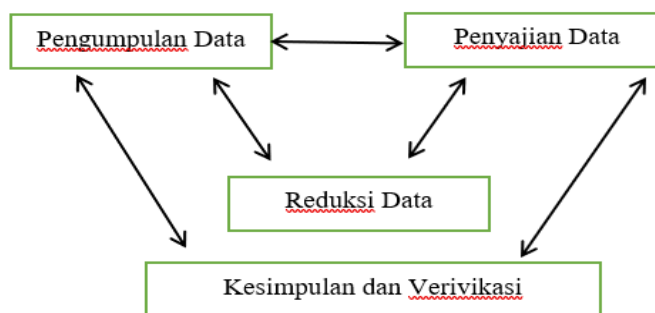 Pengumpulan Data
Penyajian Data
Reduksi Data
Kesimpulan dan Verivikasi